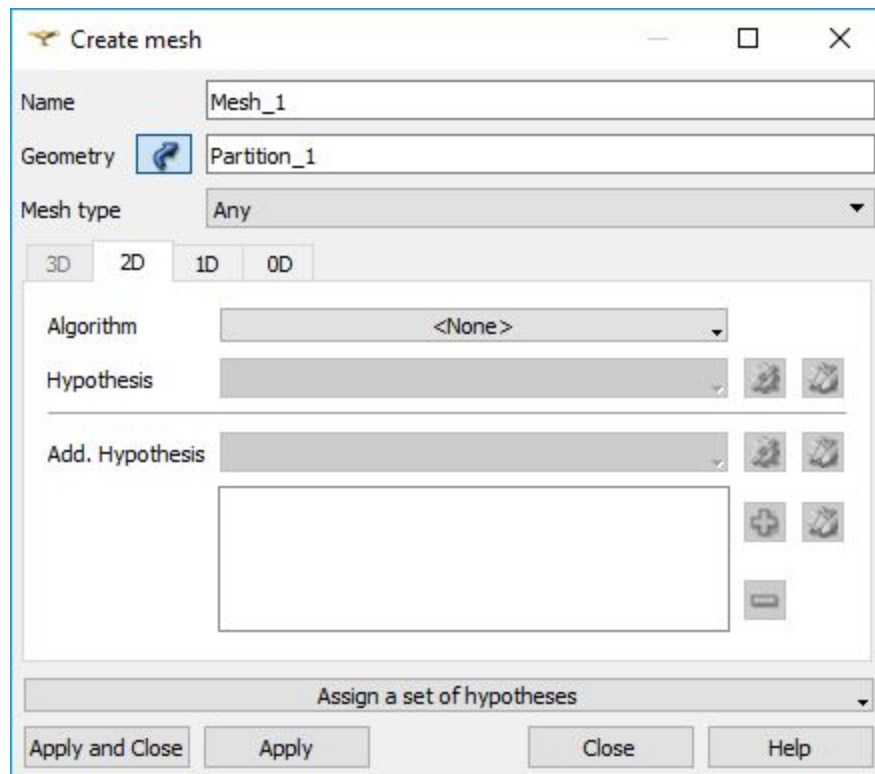 Create mesh
Name Mesh_1
Geometry Partition_1
Mesh type Any
3D 2D 1D 0D
Algorithm <None>
Hypothesis
Add. Hypothesis
Assign a set of hypotheses
Apply and Close Apply Close Help